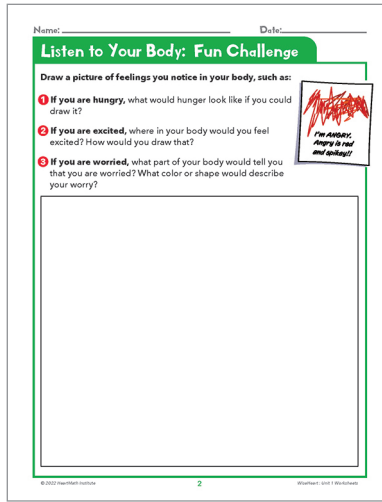 Name: Date:
Listen to Your Body: Fun Challenge
Draw a picture of feelings you notice in your body, such as:
1 If you are hungry, what would hunger look like if you could
draw it?
2 If you are excited, where in your body would you feel
excited? How would you draw that?
3 If you are worried, what part of your body would tell you
that you are worried? What color or shape would describe
your worry?
I'm ANGRY.
Angry is red
and spikey!!
© 2022 HeartMath Institute 2 WiseHeart: Unit 1 Worksheets